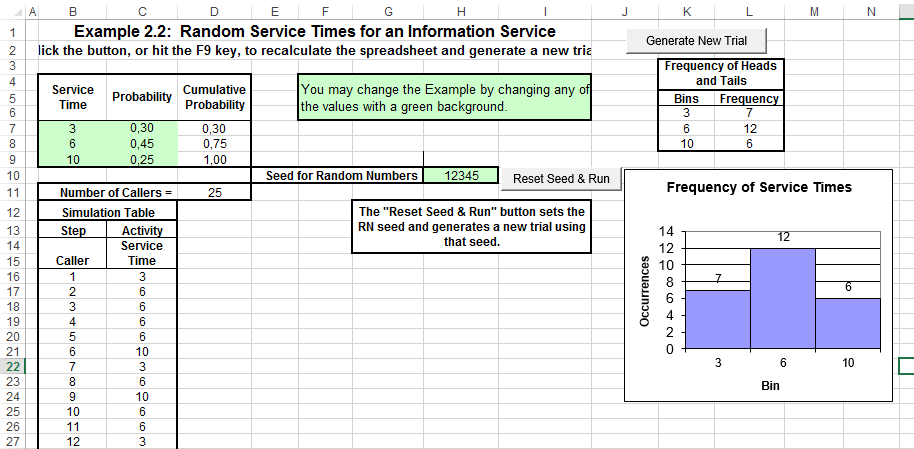 A B C D E F G H I J K L M N
1 Example 2.2: Random Service Times for an Information Service
2 lick the button, or hit the F9 key, to recalculate the spreadsheet and generate a new tria
Generate New Trial
3
4
5
6
Service Time Probability Cumulative Probability
7 3 0,30 0,30
8 6 0,45 0,75
9 10 0,25 1,00
You may change the Example by changing any of
the values with a green background.
Frequency of Heads
and Tails
Bins Frequency
3 7
6 12
10 6
10 Seed for Random Numbers 12345 Reset Seed & Run
11 Number of Callers = 25
The "Reset Seed & Run" button sets the
RN seed and generates a new trial using
that seed.
12 Simulation Table
13 Step Activity
14 Service
15 Caller Time
16 1 3
17 2 6
18 3 6
19 4 6
20 5 6
21 6 10
22 7 3
23 8 6
24 9 10
25 10 6
26 11 6
27 12 3
Frequency of Service Times
Occurrences
14
12
10
8
6
4
2
0
7 12 6
3 6 10
Bin